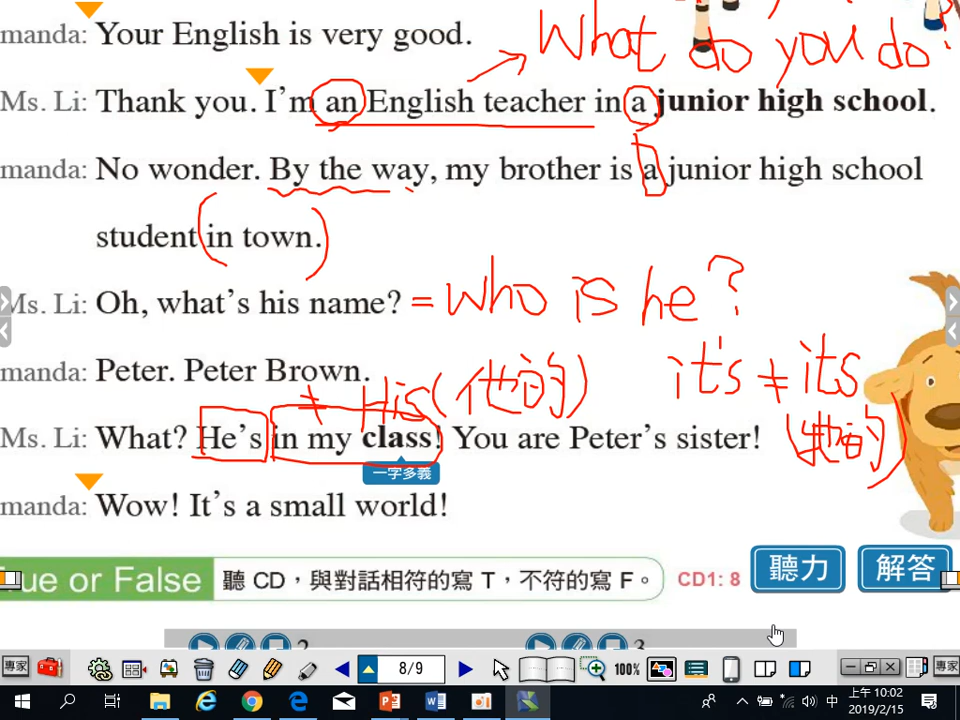 manda: Your English is very good.
What do you do?
Ms. Li: Thank you. I'm an English teacher in a junior high school.
manda: No wonder. By the way, my brother is a junior high school
student (in town.)
Ms. Li: Oh, what's his name? = Who is he?
manda: Peter. Peter Brown.
≠ His (他的) it's ≠ its
(牠的)
Ms. Li: What? He's in my class! You are Peter's sister!
一字多義
manda: Wow! It's a small world!
rue or False 聽 CD，與對話相符的寫 T，不符的寫 F。 CD1: 8 聽力 解答
2 3
專家 8/9 100% 專家
中 上午 10:02
2019/2/15